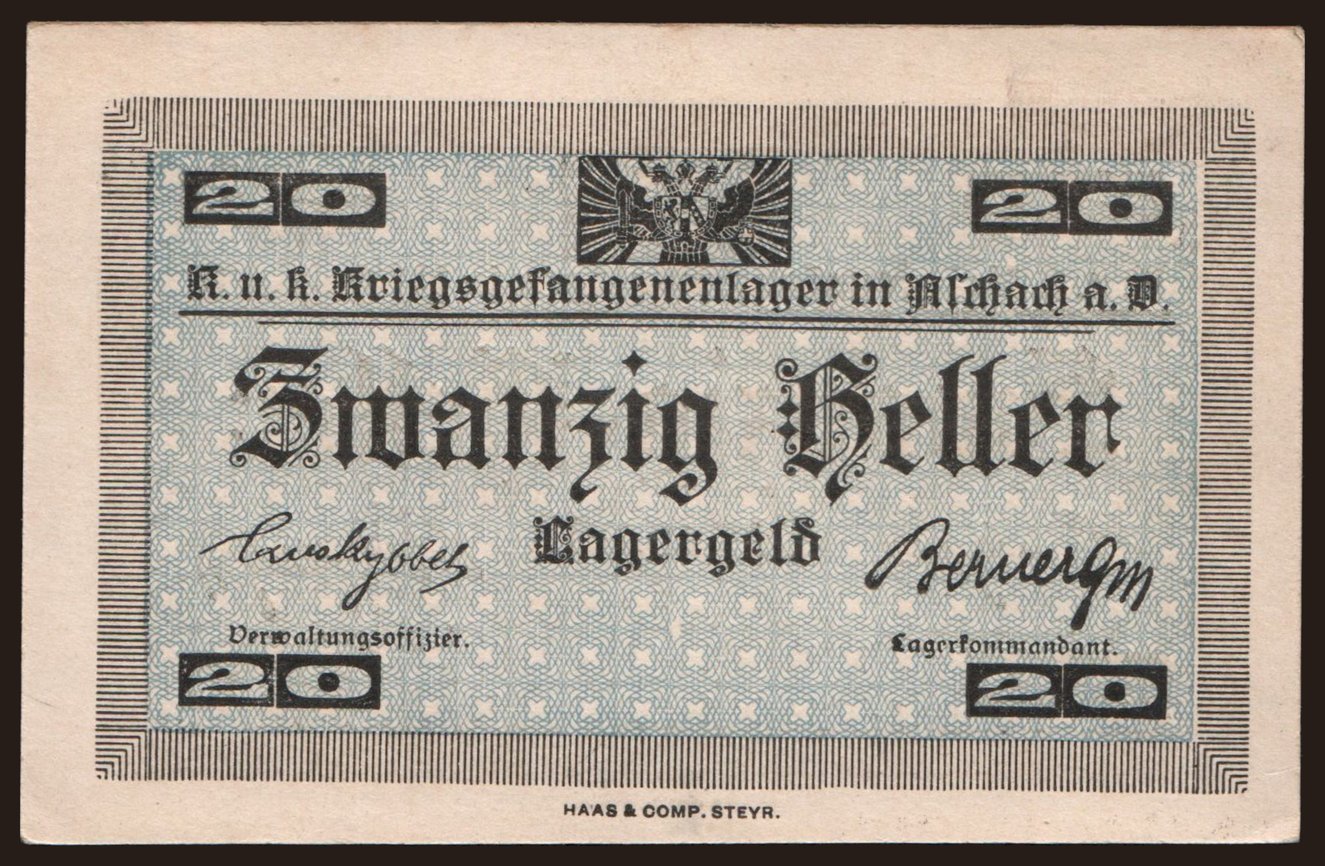 20 20
K. u. k. Kriegsgefangenenlager in Aschach a. D.
Zwanzig Heller
Lagergeld
Verwaltungsoffizier. Lagerkommandant.
20 20
HAAS & COMP. STEYR.